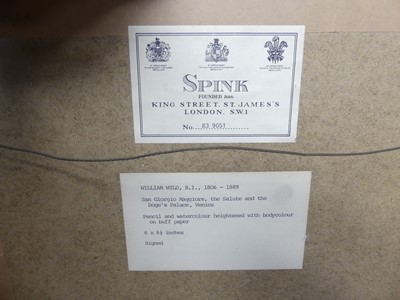 SPINK
FOUNDED 1666
KING STREET, ST. JAMES'S
LONDON, S.W.1
No. K3 9051
WILLIAM WILD, R.I., 1806 - 1889
San Giorgio Maggiore, the Salute and the
Doge's Palace, Venice
Pencil and watercolour heightened with bodycolour
on buff paper
6 x 8½ inches
Signed